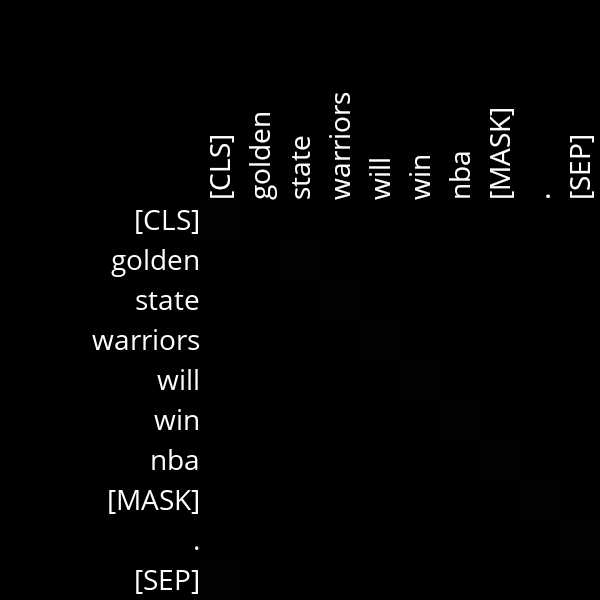 [CLS] golden state warriors will win nba [MASK] . [SEP]
[CLS]
golden
state
warriors
will
win
nba
[MASK]
.
[SEP]